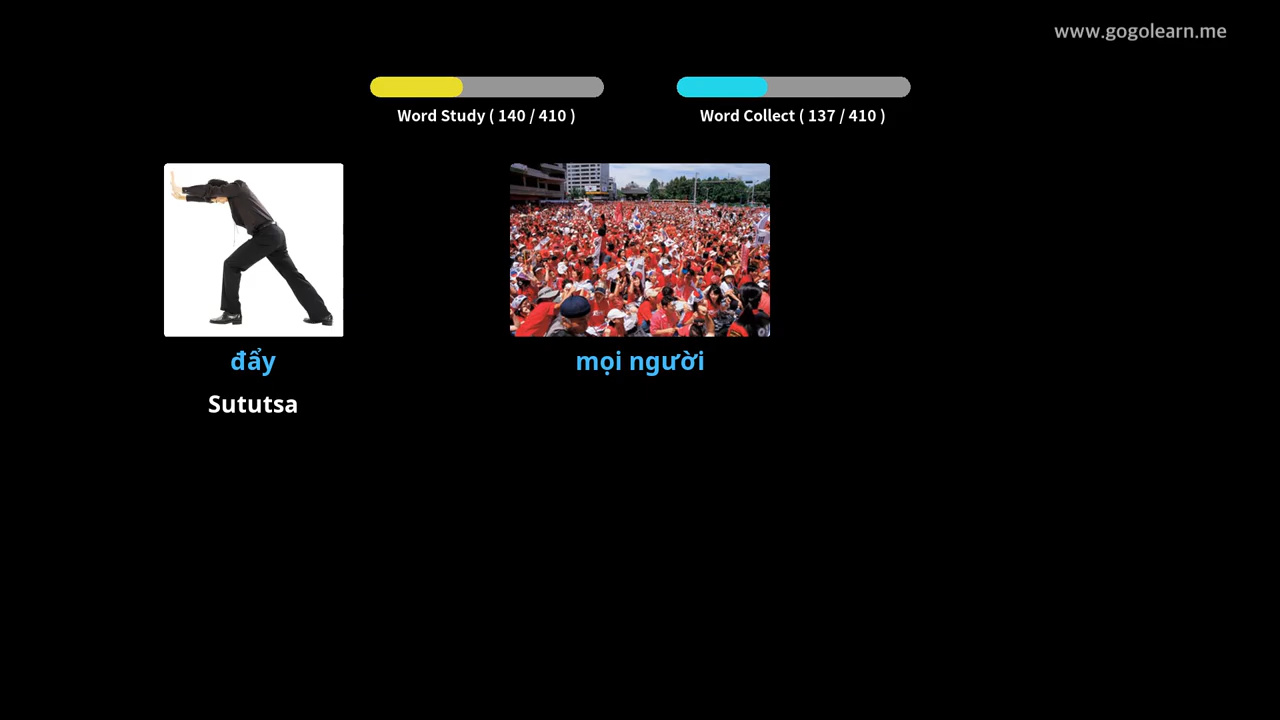 www.gogolearn.me
Word Study ( 140 / 410 )
Word Collect ( 137 / 410 )
đẩy
mọi người
Sututsa